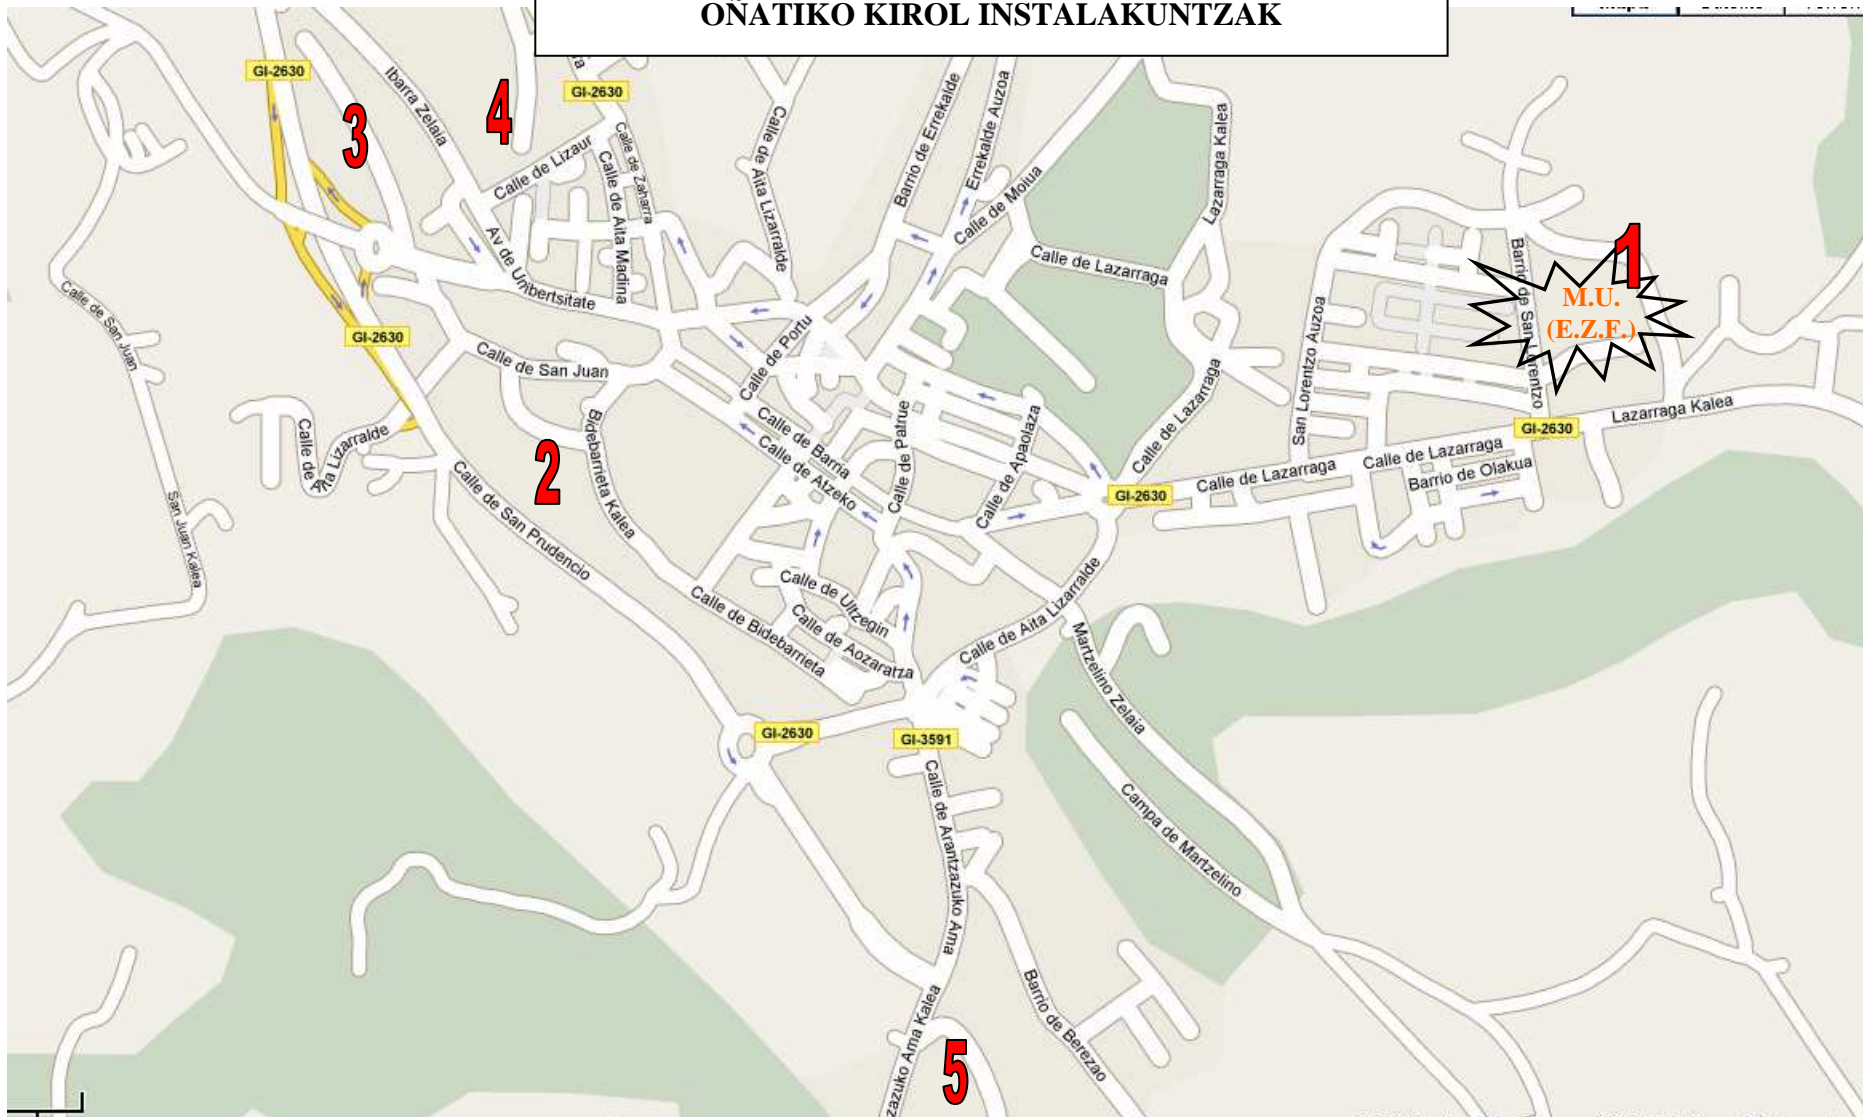 OÑATIKO KIROL INSTALAKUNTZAK
GI-2630
Ibarra Zelaia
3
4
GI-2630
Calle de Lizaur
Calle de Zaharra
Calle de Aita Madina
Calle de Aita Lizarralde
Barrio de Errekalde
Errekalde Auzoa
Calle de Moiua
Lazarraga Kalea
Calle de Lazarraga
Av de Unibertsitate
1
M.U.
(E.Z.E.)
Barrio de San Lorentzo
San Lorentzo Auzoa
Calle de San Juan
GI-2630
Calle de San Juan
Calle de Portu
Calle de Lazarraga
Lazarraga Kalea
GI-2630
Calle de Aita Lizarralde
Bidebarrieta Kalea
2
Calle de Barria
Calle de Atzeko
Calle de Patrue
Calle de Apaolaza
GI-2630
Calle de Lazarraga
Calle de Lazarraga
Barrio de Olakua
San Juan Kalea
Calle de San Prudencio
Calle de Ultzegin
Calle de Bidebarrieta
Calle de Aozaratza
Calle de Aita Lizarralde
Martzelino Zelaia
GI-2630
GI-3591
Calle de Arantzazuko Ama
Campa de Martzelino
Barrio de Berezao
zazuko Ama Kalea
5